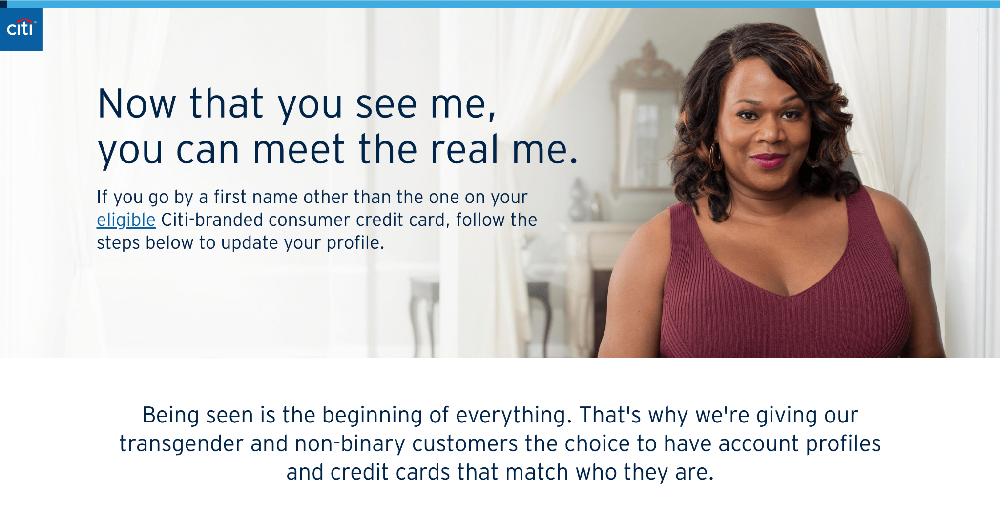 citi®
Now that you see me,
you can meet the real me.
If you go by a first name other than the one on your
eligible Citi-branded consumer credit card, follow the
steps below to update your profile.
Being seen is the beginning of everything. That's why we're giving our
transgender and non-binary customers the choice to have account profiles
and credit cards that match who they are.